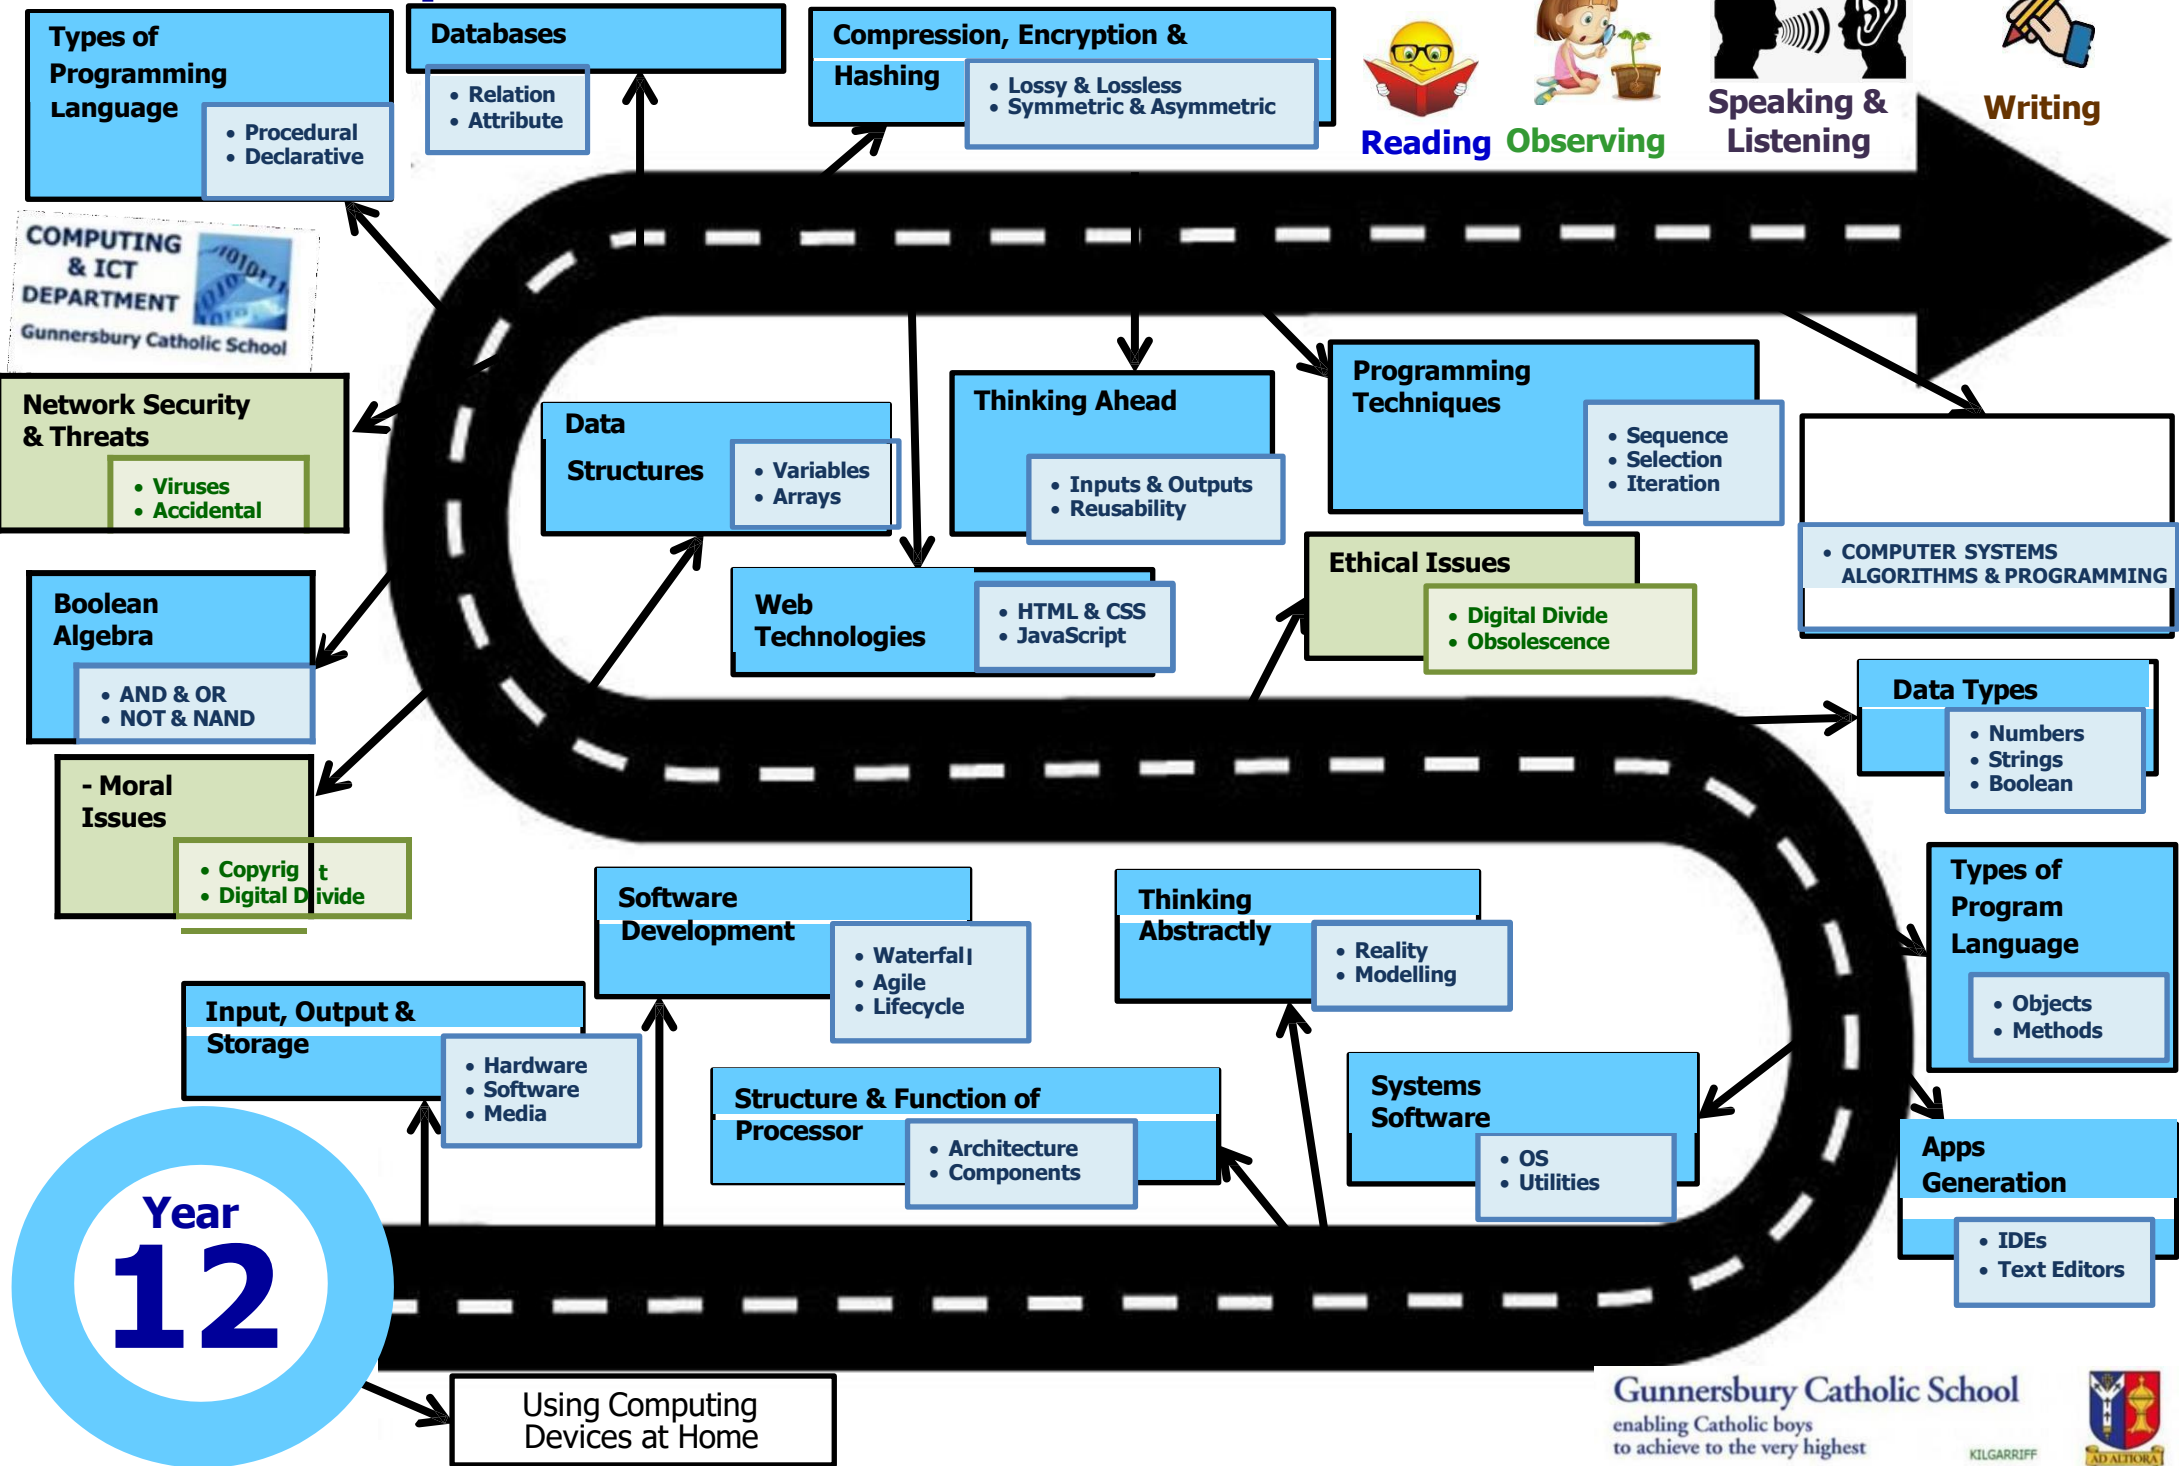 Types of
Programming
Language
• Procedural
• Declarative
Databases
• Relation
• Attribute
Compression, Encryption &
Hashing
• Lossy & Lossless
• Symmetric & Asymmetric
Reading
Observing
Speaking &
Listening
Writing
COMPUTING
& ICT
DEPARTMENT
Gunnersbury Catholic School
Network Security
& Threats
• Viruses
• Accidental
Data
Structures
• Variables
• Arrays
Thinking Ahead
• Inputs & Outputs
• Reusability
Programming
Techniques
• Sequence
• Selection
• Iteration
• COMPUTER SYSTEMS
ALGORITHMS & PROGRAMMING
Boolean
Algebra
• AND & OR
• NOT & NAND
Web
Technologies
• HTML & CSS
• JavaScript
Ethical Issues
• Digital Divide
• Obsolescence
Data Types
• Numbers
• Strings
• Boolean
- Moral
Issues
• Copyrig t
• Digital Divide
Software
Development
• Waterfall
• Agile
• Lifecycle
Thinking
Abstractly
• Reality
• Modelling
Types of
Program
Language
• Objects
• Methods
Input, Output &
Storage
• Hardware
• Software
• Media
Structure & Function of
Processor
• Architecture
• Components
Systems
Software
• OS
• Utilities
Apps
Generation
• IDEs
• Text Editors
Year
12
Using Computing
Devices at Home
Gunnersbury Catholic School
enabling Catholic boys
to achieve to the very highest
KILGARRIFF
AD ALTIORA